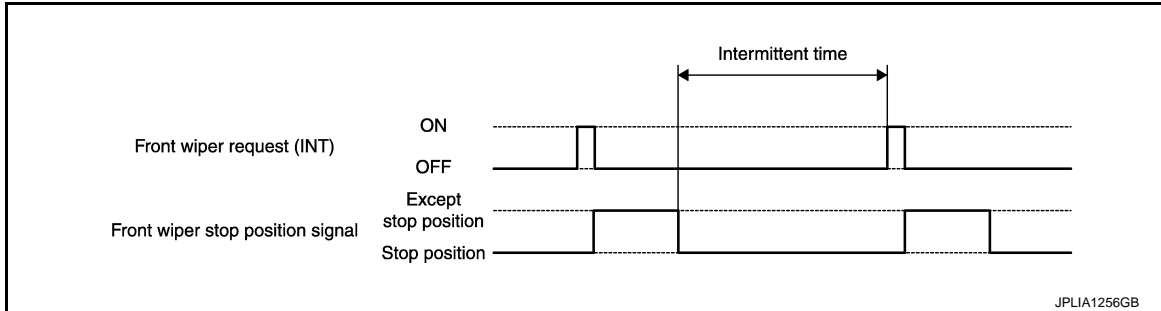 Intermittent time
ON
Front wiper request (INT)
OFF
Except
stop position
Front wiper stop position signal
Stop position
JPLIA1256GB